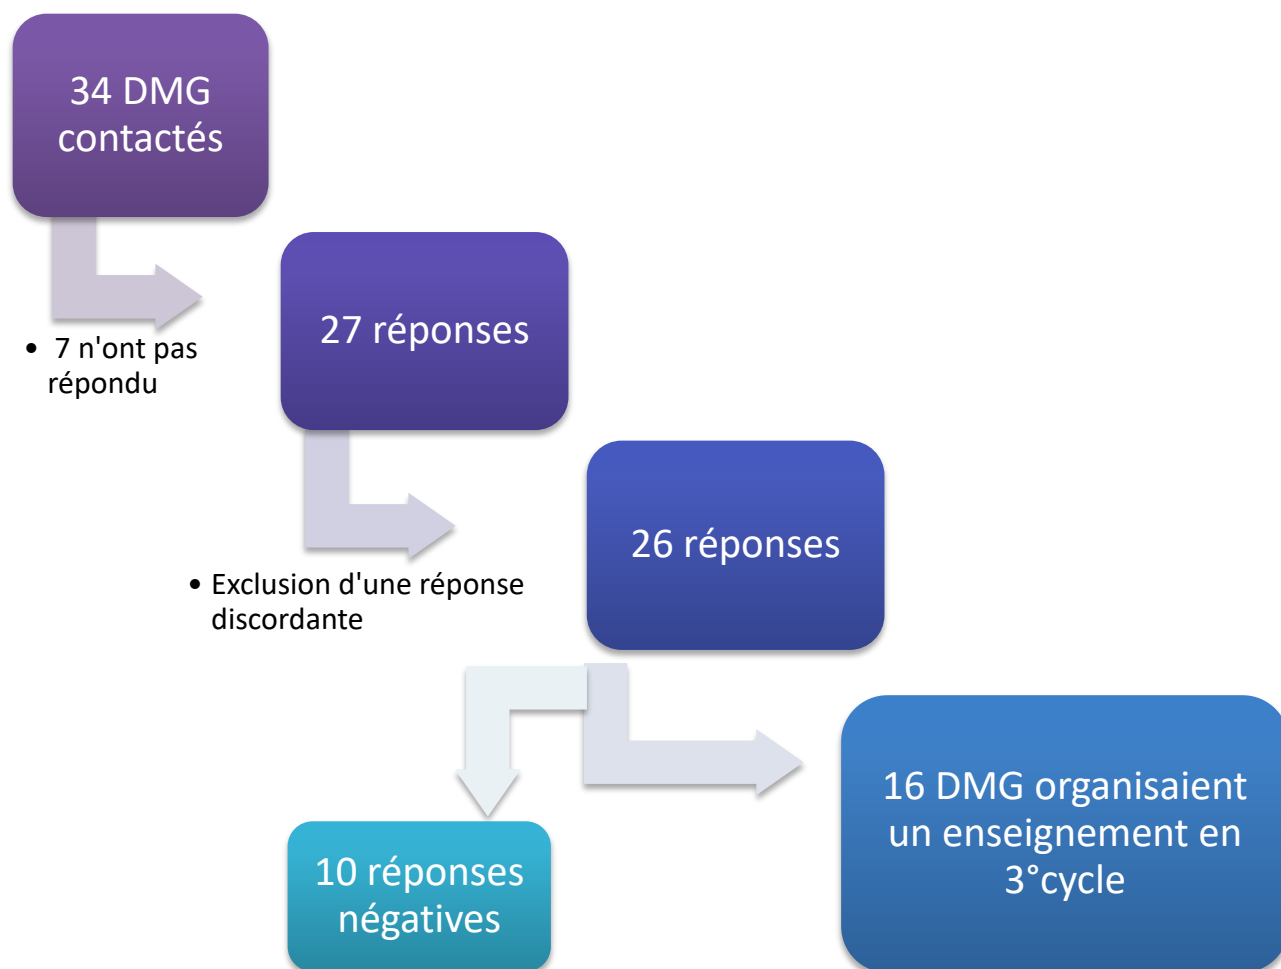 34 DMG
contactés
• 7 n'ont pas
répondu
27 réponses
• Exclusion d'une réponse
discordante
26 réponses
10 réponses
négatives
16 DMG organisaient
un enseignement en
3°cycle